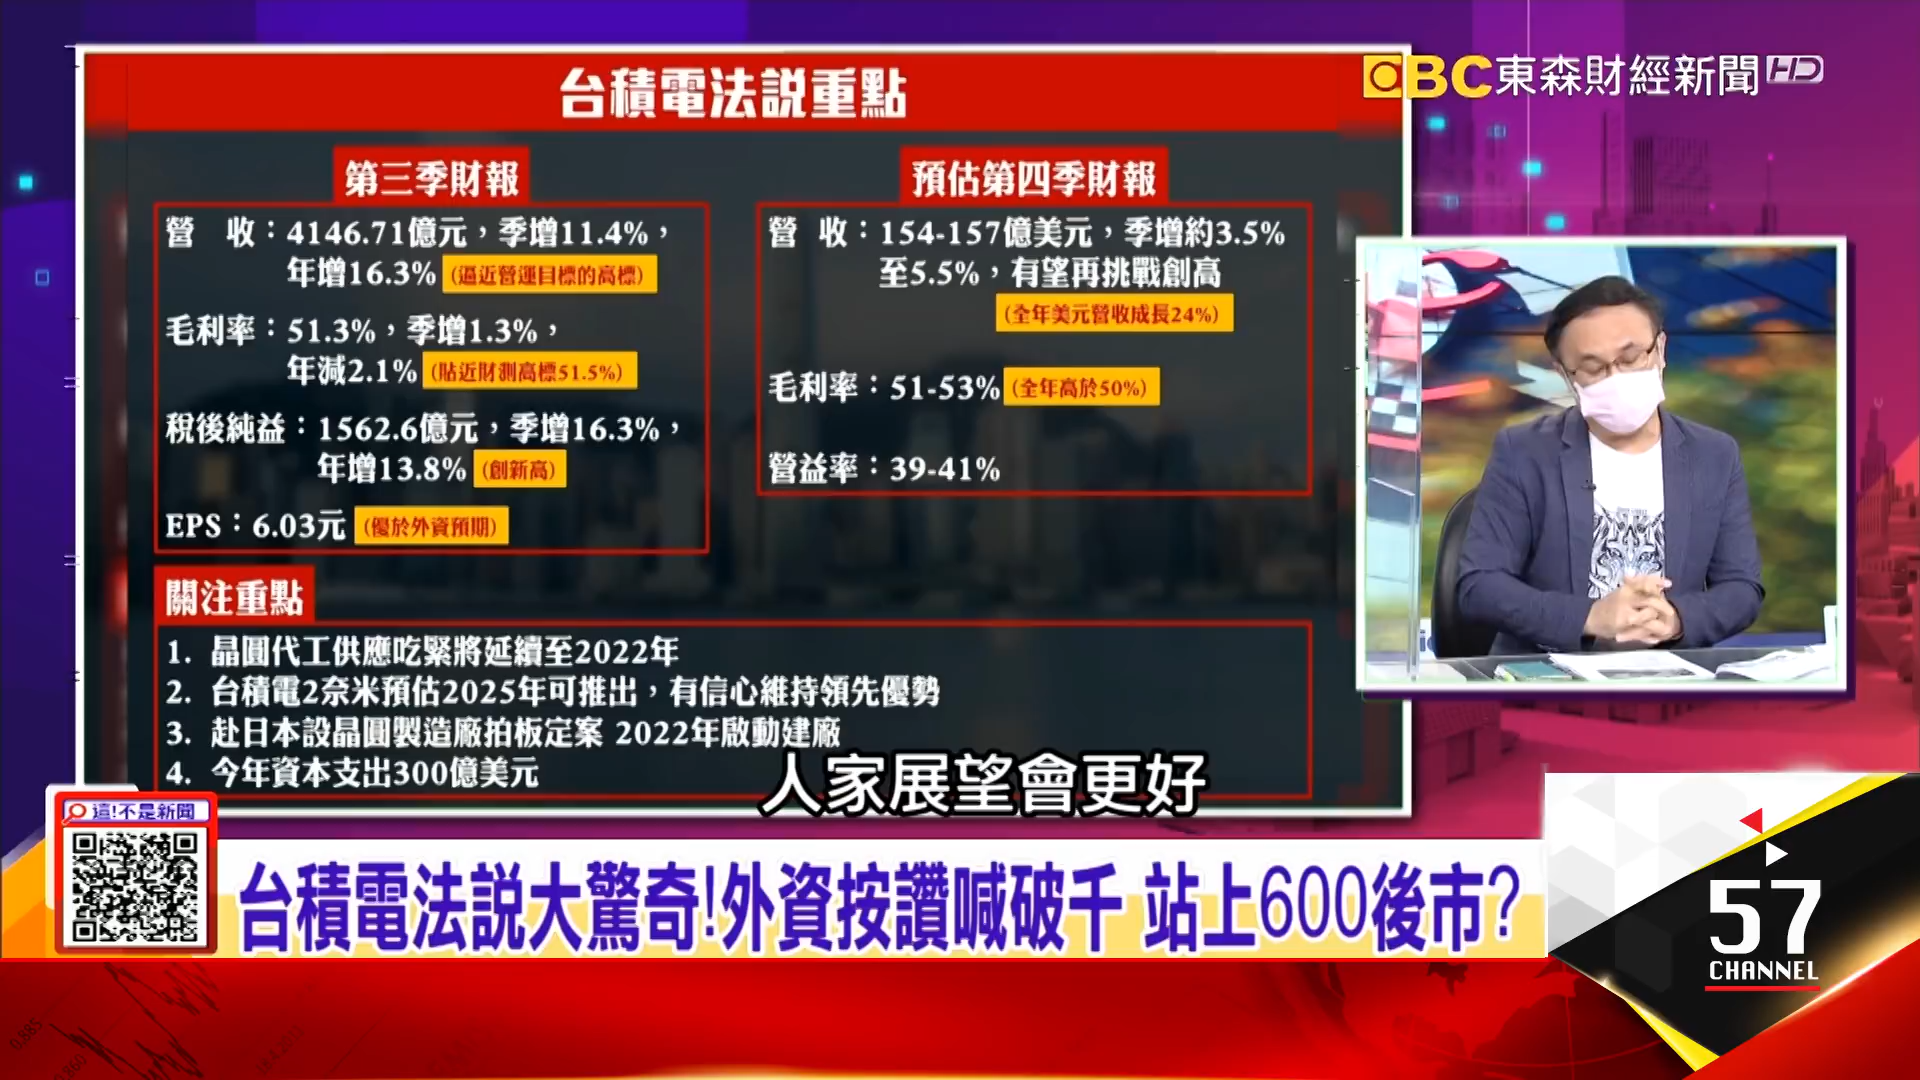 台積電法說重點
EBC東森財經新聞HD
第三季財報
營 收：4146.71億元，季增11.4%，
年增16.3% (逼近營運目標的高標)
毛利率：51.3%，季增1.3%，
年減2.1% (貼近財測高標51.5%)
稅後純益：1562.6億元，季增16.3%，
年增13.8% (創新高)
EPS：6.03元 (優於外資預期)
預估第四季財報
營 收：154-157億美元，季增約3.5%
至5.5%，有望再挑戰創高
(全年美元營收成長24%)
毛利率：51-53% (全年高於50%)
營益率：39-41%
關注重點
1. 晶圓代工供應吃緊將延續至2022年
2. 台積電2奈米預估2025年可推出，有信心維持領先優勢
3. 赴日本設晶圓製造廠拍板定案 2022年啟動建廠
4. 今年資本支出300億美元
人家展望會更好
這!不是新聞
台積電法說大驚奇!外資按讚喊破千 站上600後市?
57
CHANNEL